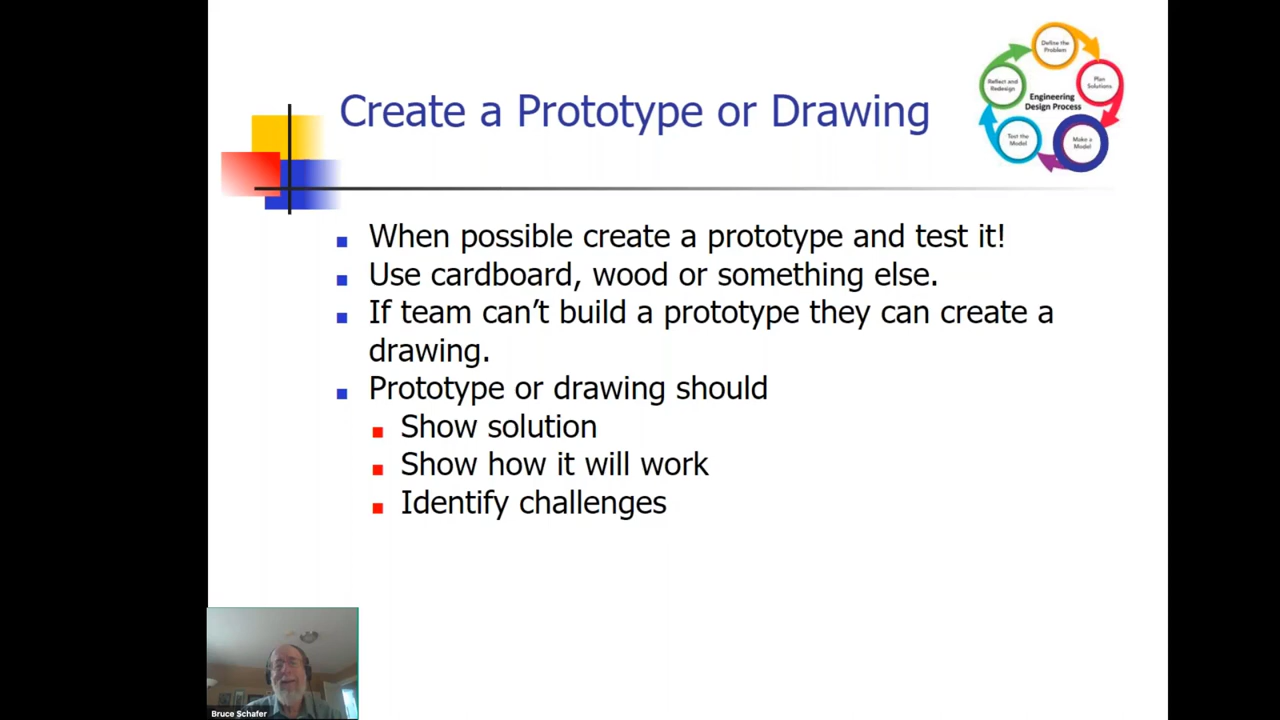 Create a Prototype or Drawing
Define the
Problem
Plan
Solutions
Make a
Model
Test the
Model
Reflect and
Redesign
Engineering
Design Process
When possible create a prototype and test it!
Use cardboard, wood or something else.
If team can’t build a prototype they can create a
drawing.
Prototype or drawing should
Show solution
Show how it will work
Identify challenges
Bruce Schafer